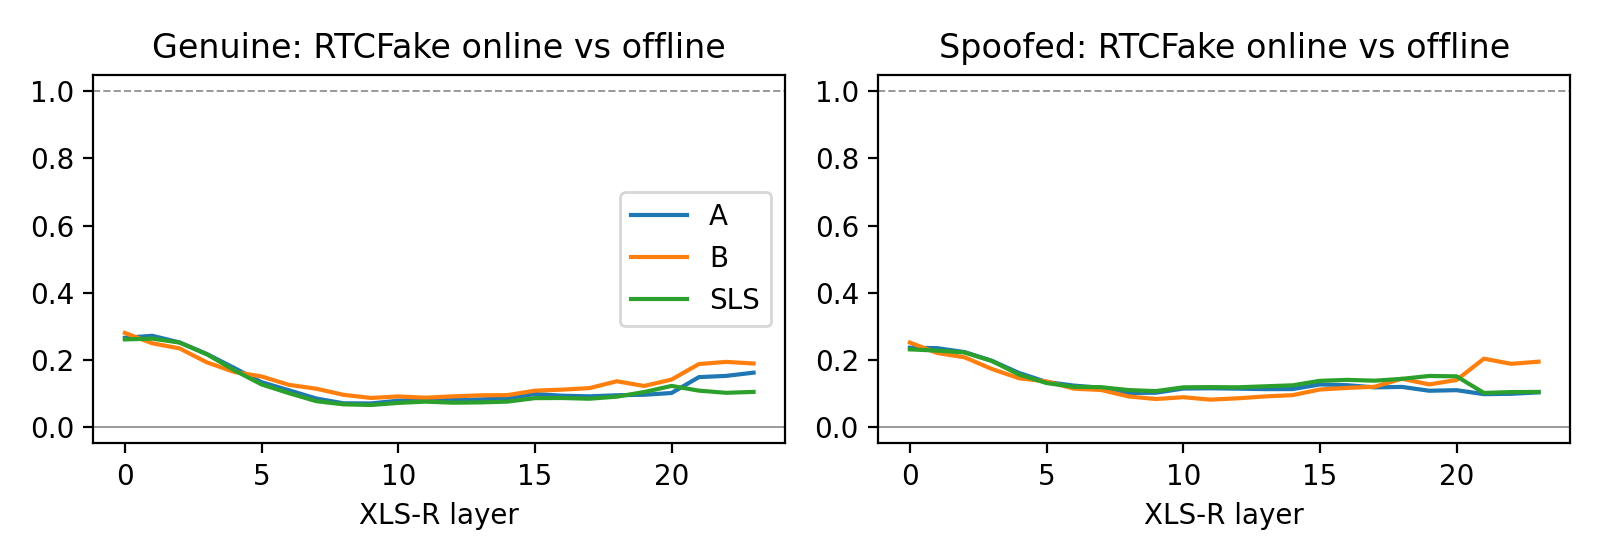 Genuine: RTCFake online vs offline
1.0
0.8
0.6
0.4
0.2
0.0
A
B
SLS
0 5 10 15 20
XLS-R layer
Spoofed: RTCFake online vs offline
1.0
0.8
0.6
0.4
0.2
0.0
0 5 10 15 20
XLS-R layer